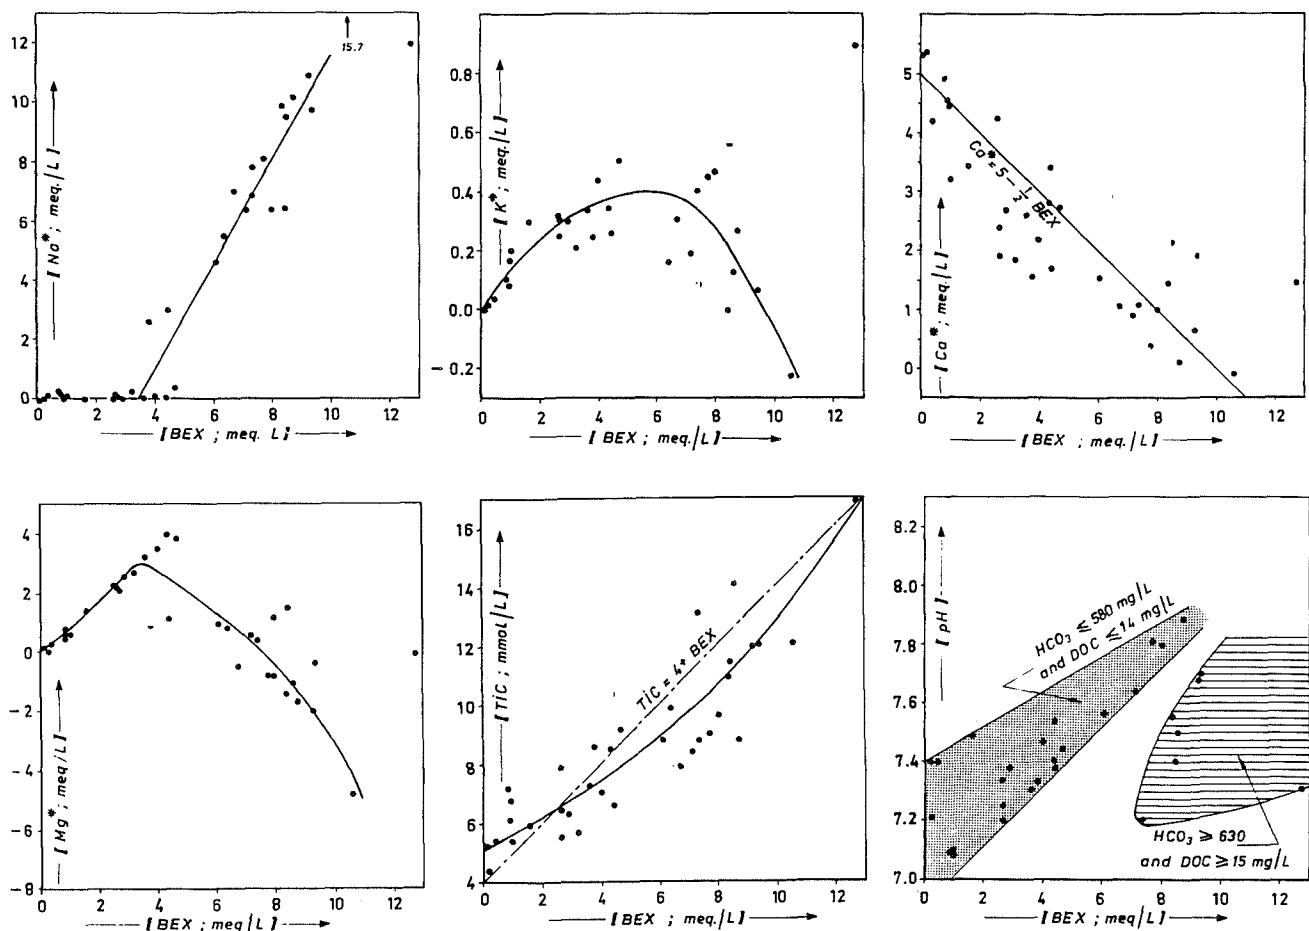 12
10
8
6
4
2
0
[Na*; meq./L]
15.7
0 2 4 6 8 10 12
[BEX ; meq. L]
0.8
0.6
0.4
0.2
0.0
-0.2
[K*; meq./L]
0 2 4 6 8 10 12
[BEX ; meq./L]
5
4
3
2
1
0
[Ca*; meq./L]
Ca* = 5 - 1/2 BEX
0 2 4 6 8 10 12
[BEX ; meq./L]
4
2
0
-2
-4
-6
-8
[Mg*; meq/L]
0 2 4 6 8 10 12
[BEX ; meq/L]
16
14
12
10
8
6
4
[TIC ; mmol/L]
TIC = 4+ BEX
0 2 4 6 8 10 12
[BEX ; meq./L]
8.2
8.0
7.8
7.6
7.4
7.2
7.0
[pH]
HCO3 ⩽ 580 mg/L
and DOC ⩽ 14 mg/L
HCO3 ⩾ 630
and DOC ⩾ 15 mg/L
0 2 4 6 8 10 12
[BEX ; meq./L]